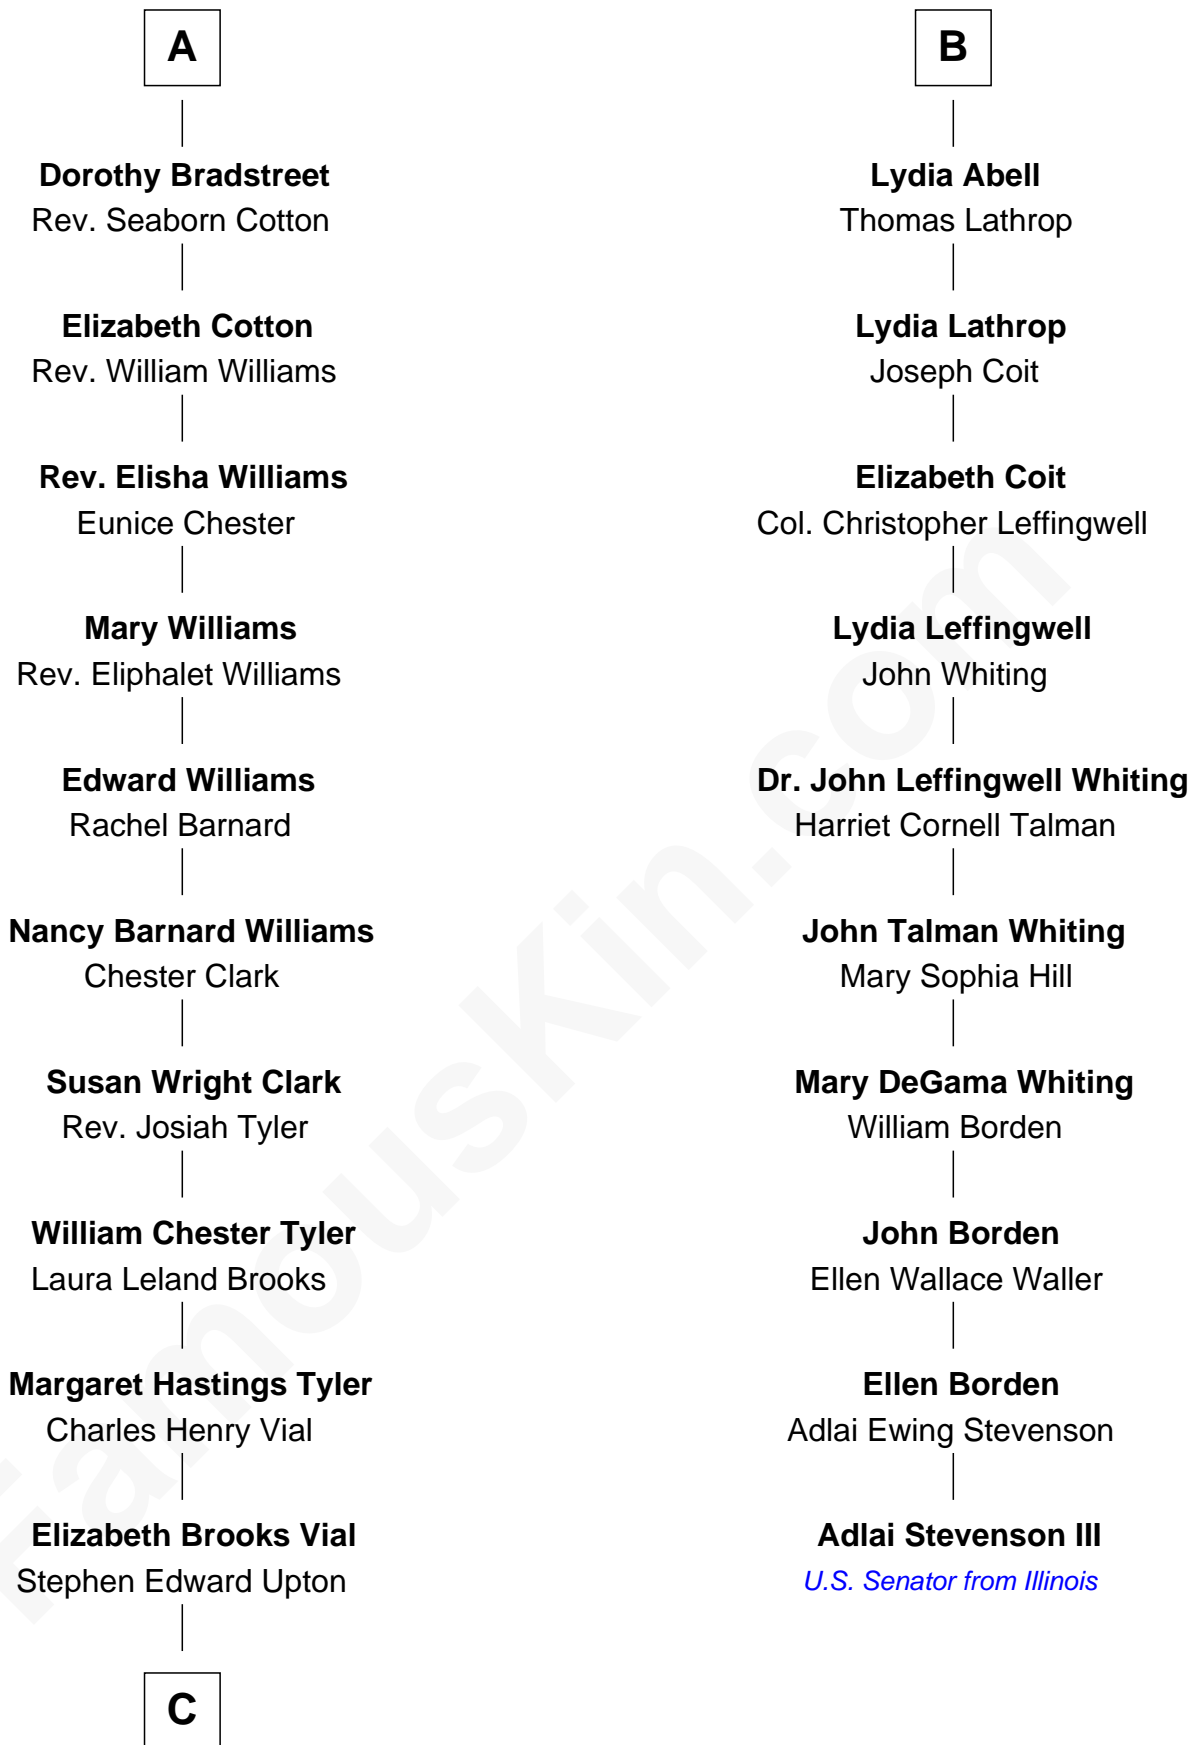 A
Dorothy Bradstreet
Rev. Seaborn Cotton
Elizabeth Cotton
Rev. William Williams
Rev. Elisha Williams
Eunice Chester
Mary Williams
Rev. Eliphalet Williams
Edward Williams
Rachel Barnard
Nancy Barnard Williams
Chester Clark
Susan Wright Clark
Rev. Josiah Tyler
William Chester Tyler
Laura Leland Brooks
Margaret Hastings Tyler
Charles Henry Vial
Elizabeth Brooks Vial
Stephen Edward Upton
C
B
Lydia Abell
Thomas Lathrop
Lydia Lathrop
Joseph Coit
Elizabeth Coit
Col. Christopher Leffingwell
Lydia Leffingwell
John Whiting
Dr. John Leffingwell Whiting
Harriet Cornell Talman
John Talman Whiting
Mary Sophia Hill
Mary DeGama Whiting
William Borden
John Borden
Ellen Wallace Waller
Ellen Borden
Adlai Ewing Stevenson
Adlai Stevenson III
U.S. Senator from Illinois
FamousKin.com